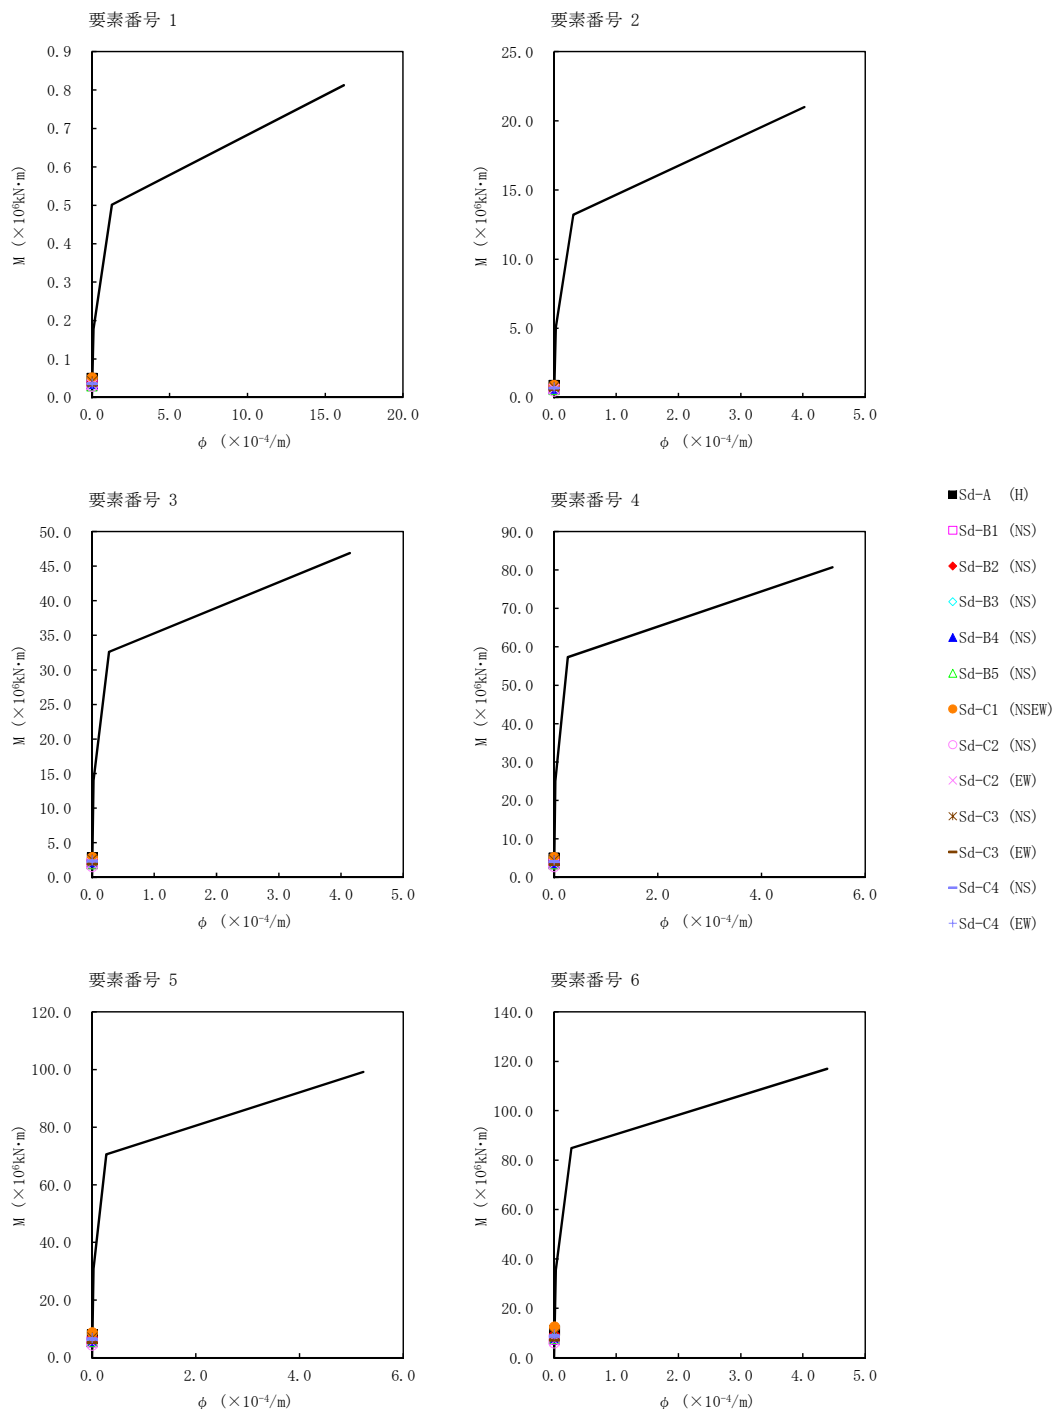 要素番号 1
0.9
0.8
0.7
0.6
0.5
0.4
0.3
0.2
0.1
0.0
M (×10⁶kN・m)
0.0 5.0 10.0 15.0 20.0
φ (×10⁻⁴/m)
要素番号 2
25.0
20.0
15.0
10.0
5.0
0.0
M (×10⁶kN・m)
0.0 1.0 2.0 3.0 4.0 5.0
φ (×10⁻⁴/m)
要素番号 3
50.0
45.0
40.0
35.0
30.0
25.0
20.0
15.0
10.0
5.0
0.0
M (×10⁶kN・m)
0.0 1.0 2.0 3.0 4.0 5.0
φ (×10⁻⁴/m)
要素番号 4
90.0
80.0
70.0
60.0
50.0
40.0
30.0
20.0
10.0
0.0
M (×10⁶kN・m)
0.0 2.0 4.0 6.0
φ (×10⁻⁴/m)
Sd-A (H)
Sd-B1 (NS)
Sd-B2 (NS)
Sd-B3 (NS)
Sd-B4 (NS)
Sd-B5 (NS)
Sd-C1 (NSEW)
Sd-C2 (NS)
Sd-C2 (EW)
Sd-C3 (NS)
Sd-C3 (EW)
Sd-C4 (NS)
Sd-C4 (EW)
要素番号 5
120.0
100.0
80.0
60.0
40.0
20.0
0.0
M (×10⁶kN・m)
0.0 2.0 4.0 6.0
φ (×10⁻⁴/m)
要素番号 6
140.0
120.0
100.0
80.0
60.0
40.0
20.0
0.0
M (×10⁶kN・m)
0.0 1.0 2.0 3.0 4.0 5.0
φ (×10⁻⁴/m)